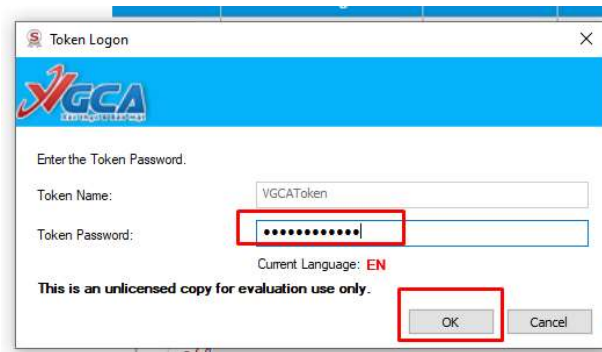 Token Logon
VGCA
Enter the Token Password.
Token Name:
VGCAToken
Token Password:
••••••••••••
Current Language: EN
This is an unlicensed copy for evaluation use only.
OK
Cancel